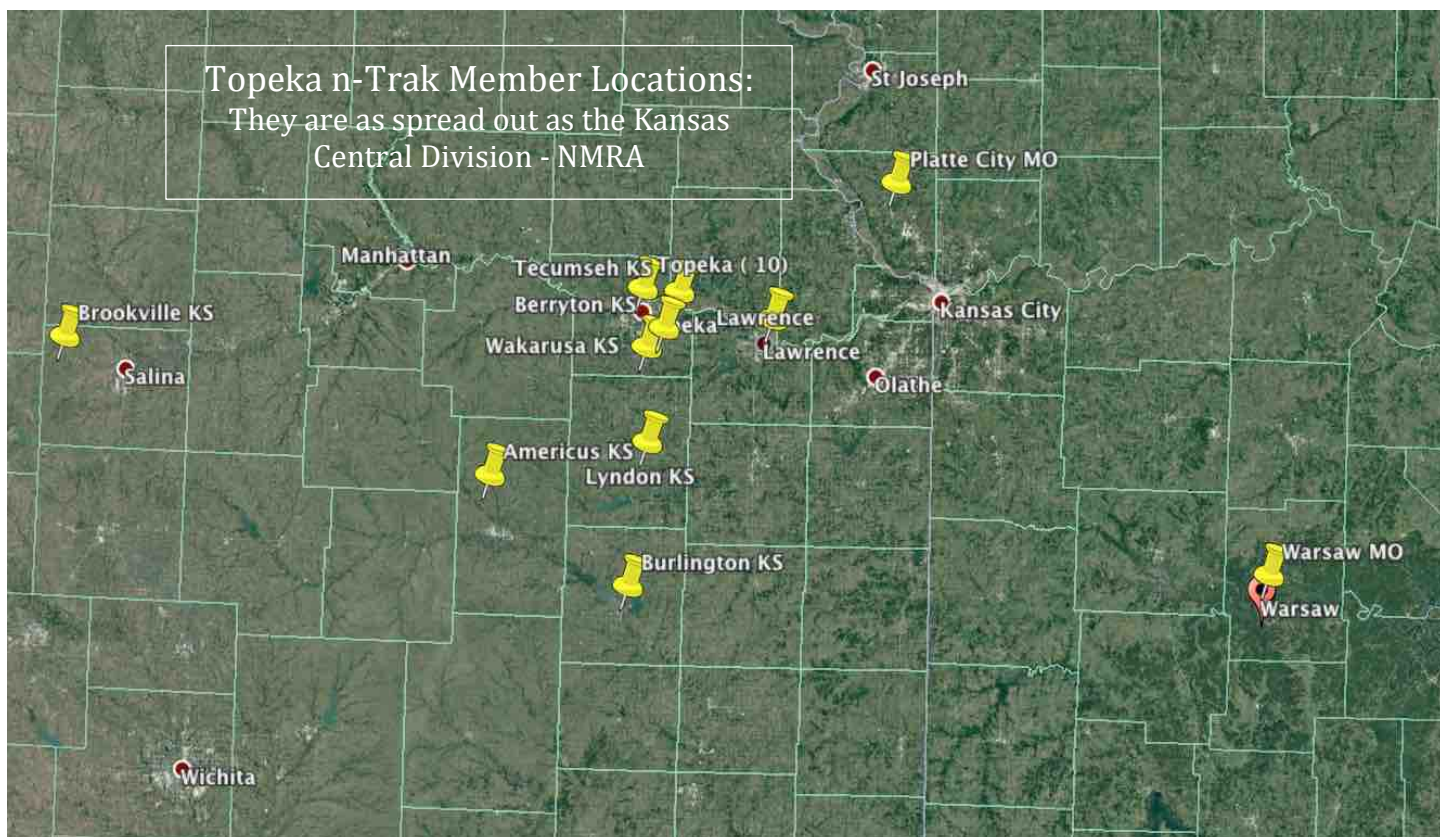 Topeka n-Trak Member Locations:
They are as spread out as the Kansas
Central Division - NMRA
St Joseph
Platte City MO
Manhattan
Tecumseh KS
Topeka ( 10)
Brookville KS
Berryton KS
peka
Lawrence
Kansas City
Wakarusa KS
Lawrence
Salina
Olathe
Americus KS
Lyndon KS
Burlington KS
Warsaw MO
Warsaw
Wichita